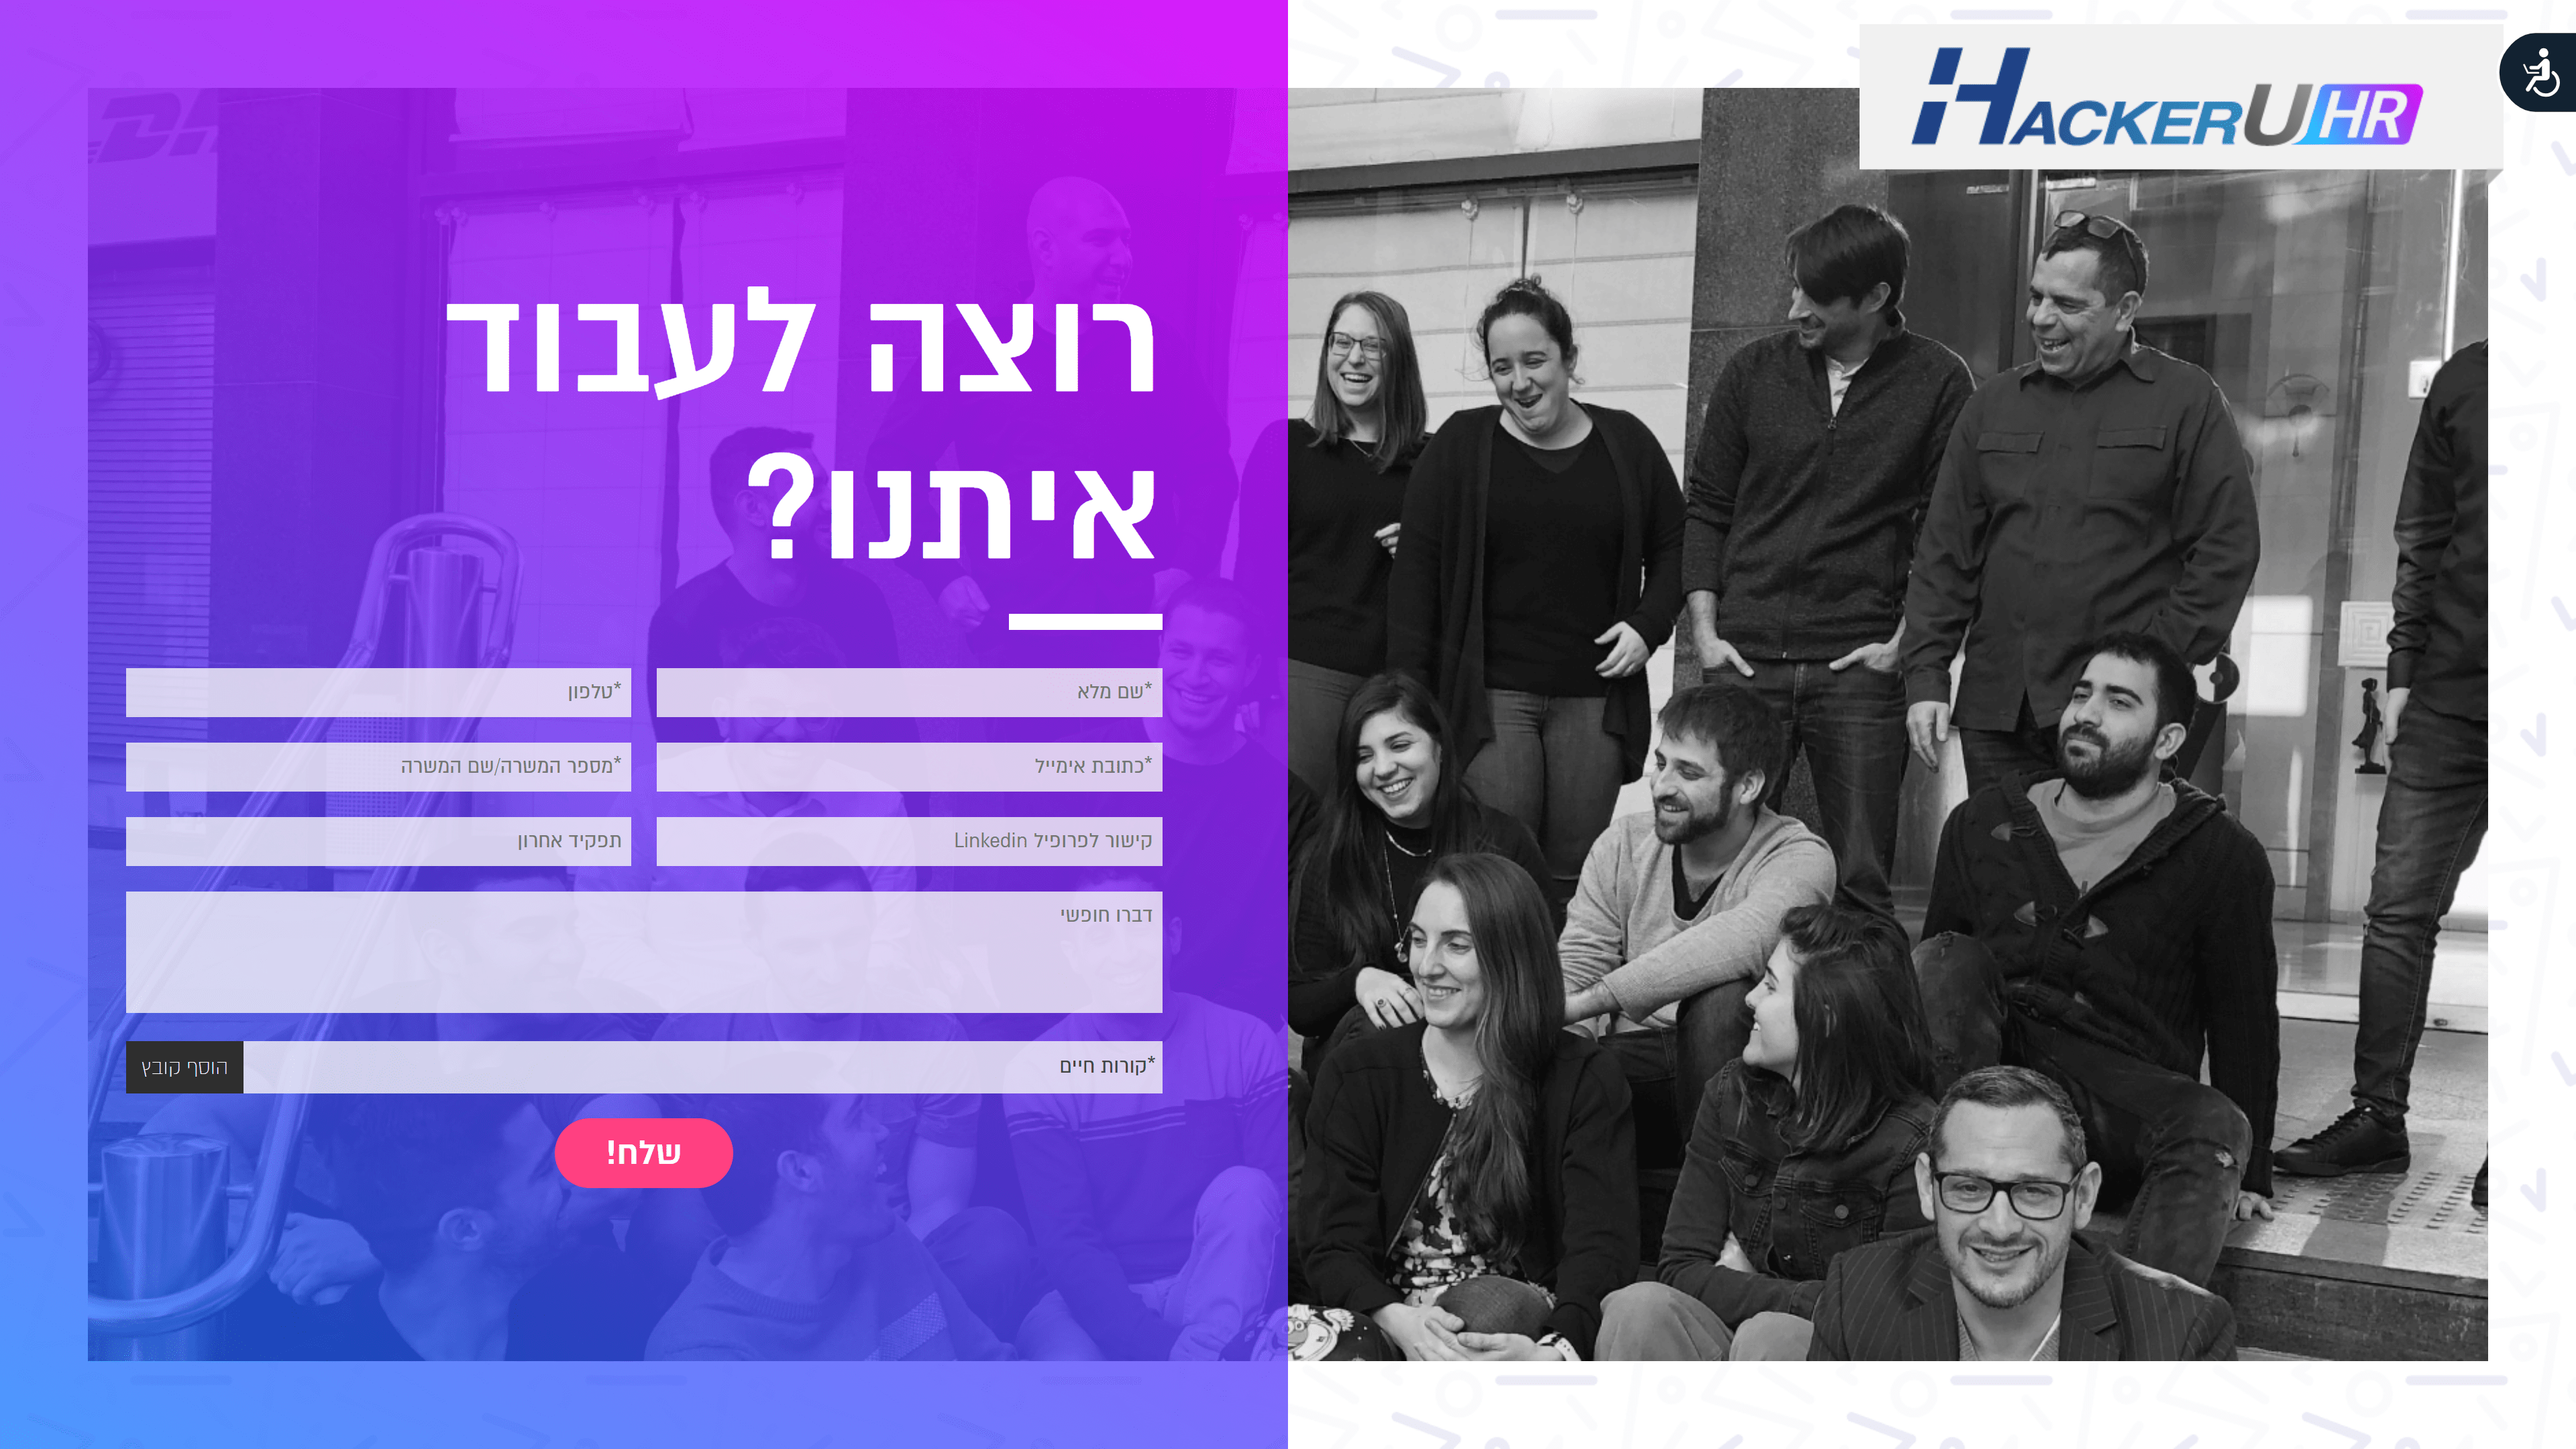 HACKERU HR
רוצה לעבוד
איתנו?
*שם מלא
*טלפון
*כתובת אימייל
*מספר המשרה/שם המשרה
קישור לפרופיל Linkedin
תפקיד אחרון
דברו חופשי
*קורות חיים
הוסף קובץ
שלח!